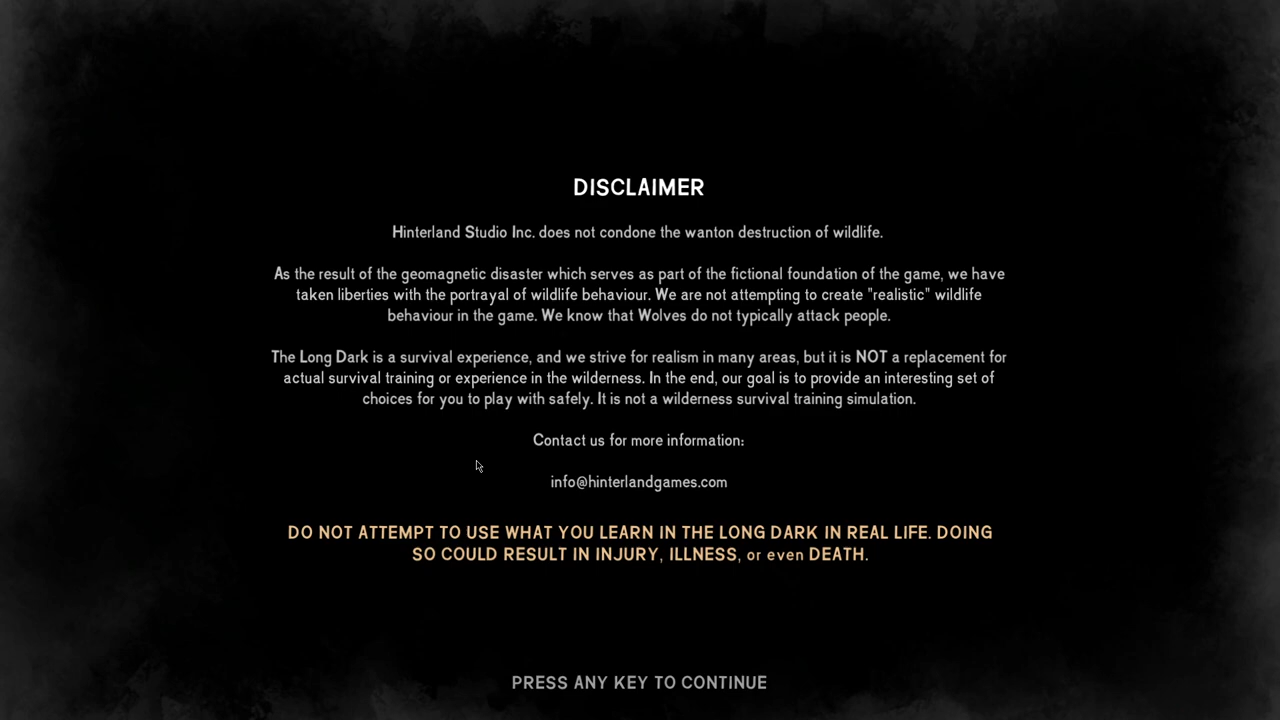 DISCLAIMER
Hinterland Studio Inc. does not condone the wanton destruction of wildlife.
As the result of the geomagnetic disaster which serves as part of the fictional foundation of the game, we have
taken liberties with the portrayal of wildlife behaviour. We are not attempting to create "realistic" wildlife
behaviour in the game. We know that Wolves do not typically attack people.
The Long Dark is a survival experience, and we strive for realism in many areas, but it is NOT a replacement for
actual survival training or experience in the wilderness. In the end, our goal is to provide an interesting set of
choices for you to play with safely. It is not a wilderness survival training simulation.
Contact us for more information:
info@hinterlandgames.com
DO NOT ATTEMPT TO USE WHAT YOU LEARN IN THE LONG DARK IN REAL LIFE. DOING
SO COULD RESULT IN INJURY, ILLNESS, or even DEATH.
PRESS ANY KEY TO CONTINUE